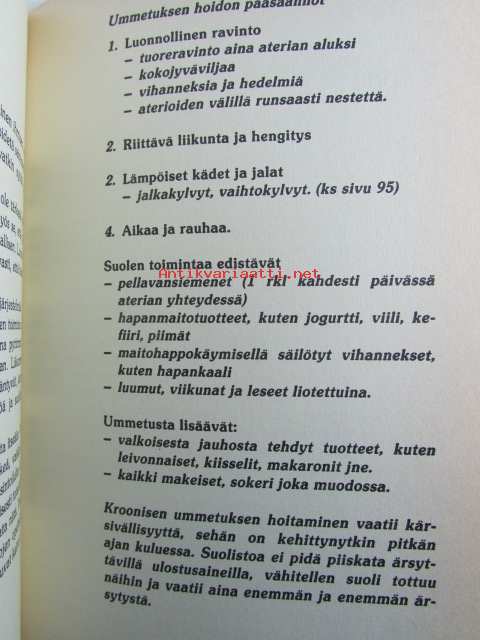 Ummetuksen hoidon pääsäännöt
1. Luonnollinen ravinto
– tuoreravinto aina aterian aluksi
– kokojyväviljaa
– vihanneksia ja hedelmiä
– aterioiden välillä runsaasti nestettä.
2. Riittävä liikunta ja hengitys
2. Lämpöiset kädet ja jalat
– jalkakylvyt, vaihtokylvyt. (ks sivu 95)
4. Aikaa ja rauhaa.
Suolen toimintaa edistävät
Antikvariaatti.net
– pellavansiemenet (1 rkl kahdesti päivässä
aterian yhteydessä)
– hapanmaitotuotteet, kuten jogurtti, viili, ke-
fiiri, piimät
– maitohappokäymisellä säilötyt vihannekset,
kuten hapankaali
– luumut, viikunat ja leseet liotettuina.
Ummetusta lisäävät:
– valkoisesta jauhosta tehdyt tuotteet, kuten
leivonnaiset, kiisselit, makaronit jne.
– kaikki makeiset, sokeri joka muodossa.
Kroonisen ummetuksen hoitaminen vaatii kär-
sivällisyyttä, sehän on kehittynytkin pitkän
ajan kuluessa. Suolistoa ei pidä piiskata ärsyt-
tävillä ulostusaineilla, vähitellen suoli tottuu
näihin ja vaatii aina enemmän ja enemmän är-
sytystä.